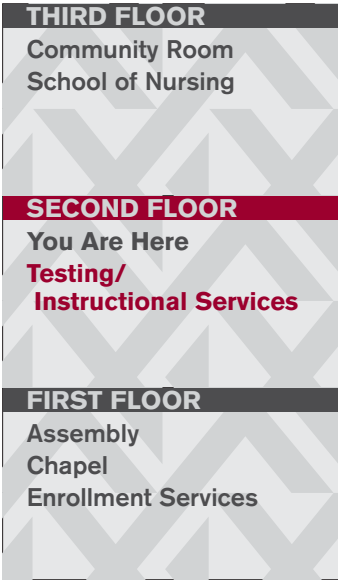 THIRD FLOOR
Community Room
School of Nursing
SECOND FLOOR
You Are Here
Testing/
Instructional Services
FIRST FLOOR
Assembly
Chapel
Enrollment Services